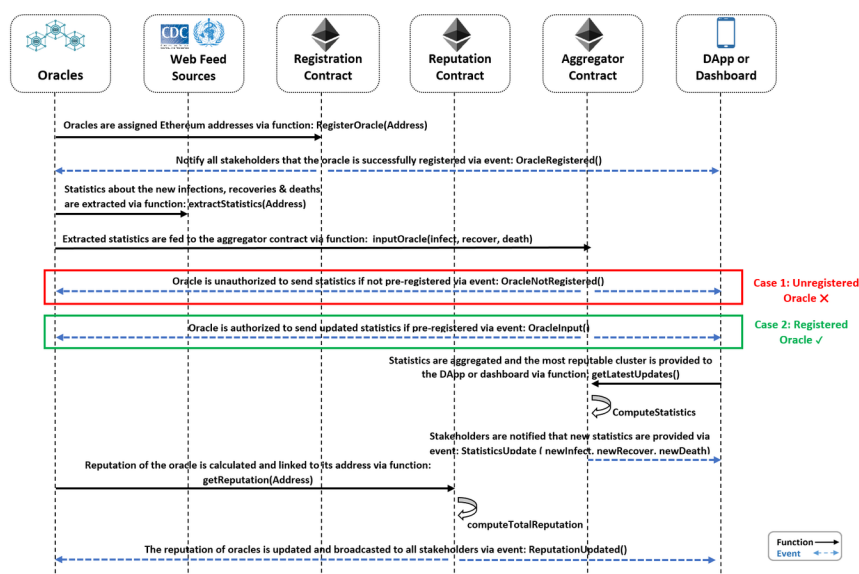 CDC
Oracles
Web Feed
Sources
Registration
Contract
Reputation
Contract
Aggregator
Contract
DApp or
Dashboard
Oracles are assigned Ethereum addresses via function: RegisterOracle(Address)
Notify all stakeholders that the oracle is successfully registered via event: OracleRegistered()
Statistics about the new infections, recoveries & deaths
are extracted via function: extractStatistics(Address)
Extracted statistics are fed to the aggregator contract via function: inputOracle(infect, recover, death)
Oracle is unauthorized to send statistics if not pre-registered via event: OracleNotRegistered()
Case 1: Unregistered
Oracle ✕
Oracle is authorized to send updated statistics if pre-registered via event: OracleInput()
Case 2: Registered
Oracle ✓
Statistics are aggregated and the most reputable cluster is provided to
the DApp or dashboard via function: getLatestUpdates()
ComputeStatistics
Stakeholders are notified that new statistics are provided via
event: StatisticsUpdate ( newInfect, newRecover, newDeath)
Reputation of the oracle is calculated and linked to its address via function:
getReputation(Address)
computeTotalReputation
The reputation of oracles is updated and broadcasted to all stakeholders via event: ReputationUpdated()
Function
Event